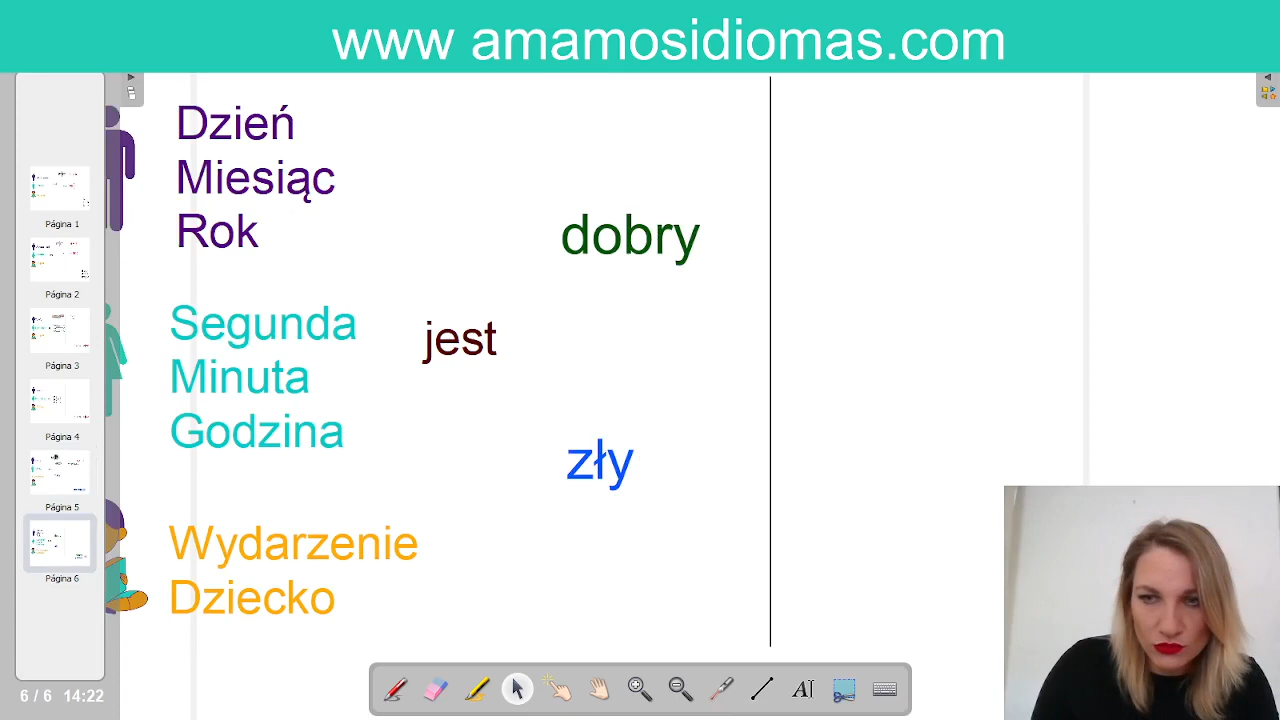 www amamosidiomas.com
Dzień
Miesiąc
Rok
dobry
Segunda
jest
Minuta
Godzina
zły
Wydarzenie
Dziecko
Página 1
Página 2
Página 3
Página 4
Página 5
Página 6
6 / 6 14:22